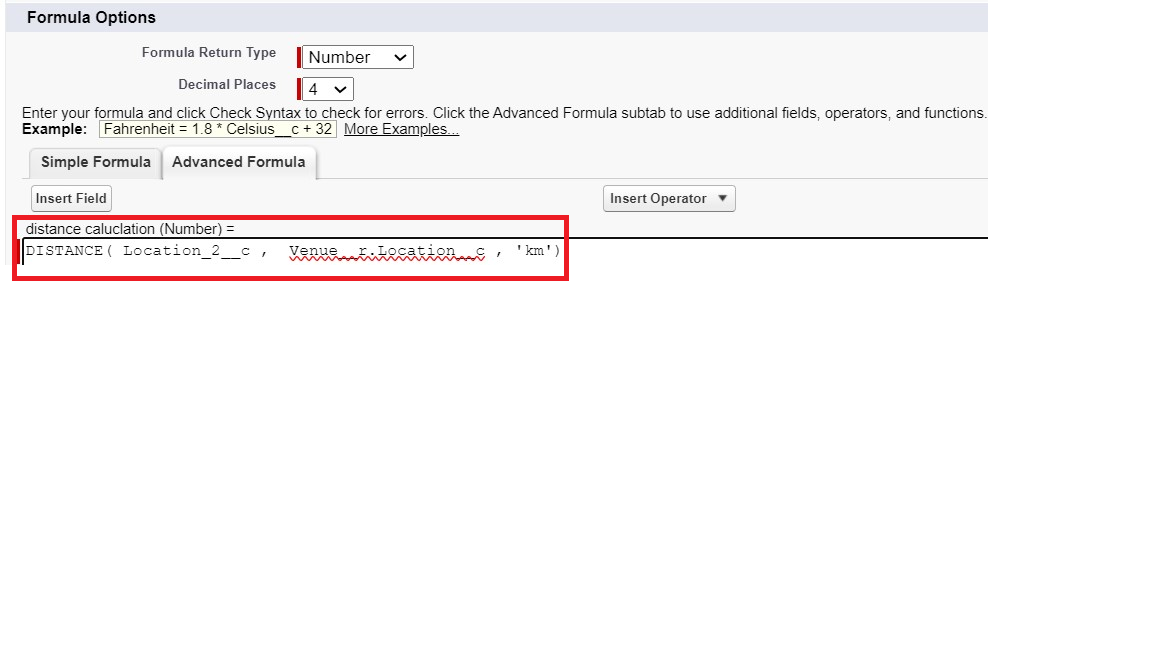 Formula Options
Formula Return Type Number
Decimal Places 4
Enter your formula and click Check Syntax to check for errors. Click the Advanced Formula subtab to use additional fields, operators, and functions.
Example: Fahrenheit = 1.8 * Celsius__c + 32 More Examples...
Simple Formula Advanced Formula
Insert Field Insert Operator
distance caluclation (Number) =
DISTANCE( Location_2__c , Venue__r.Location__c , 'km')